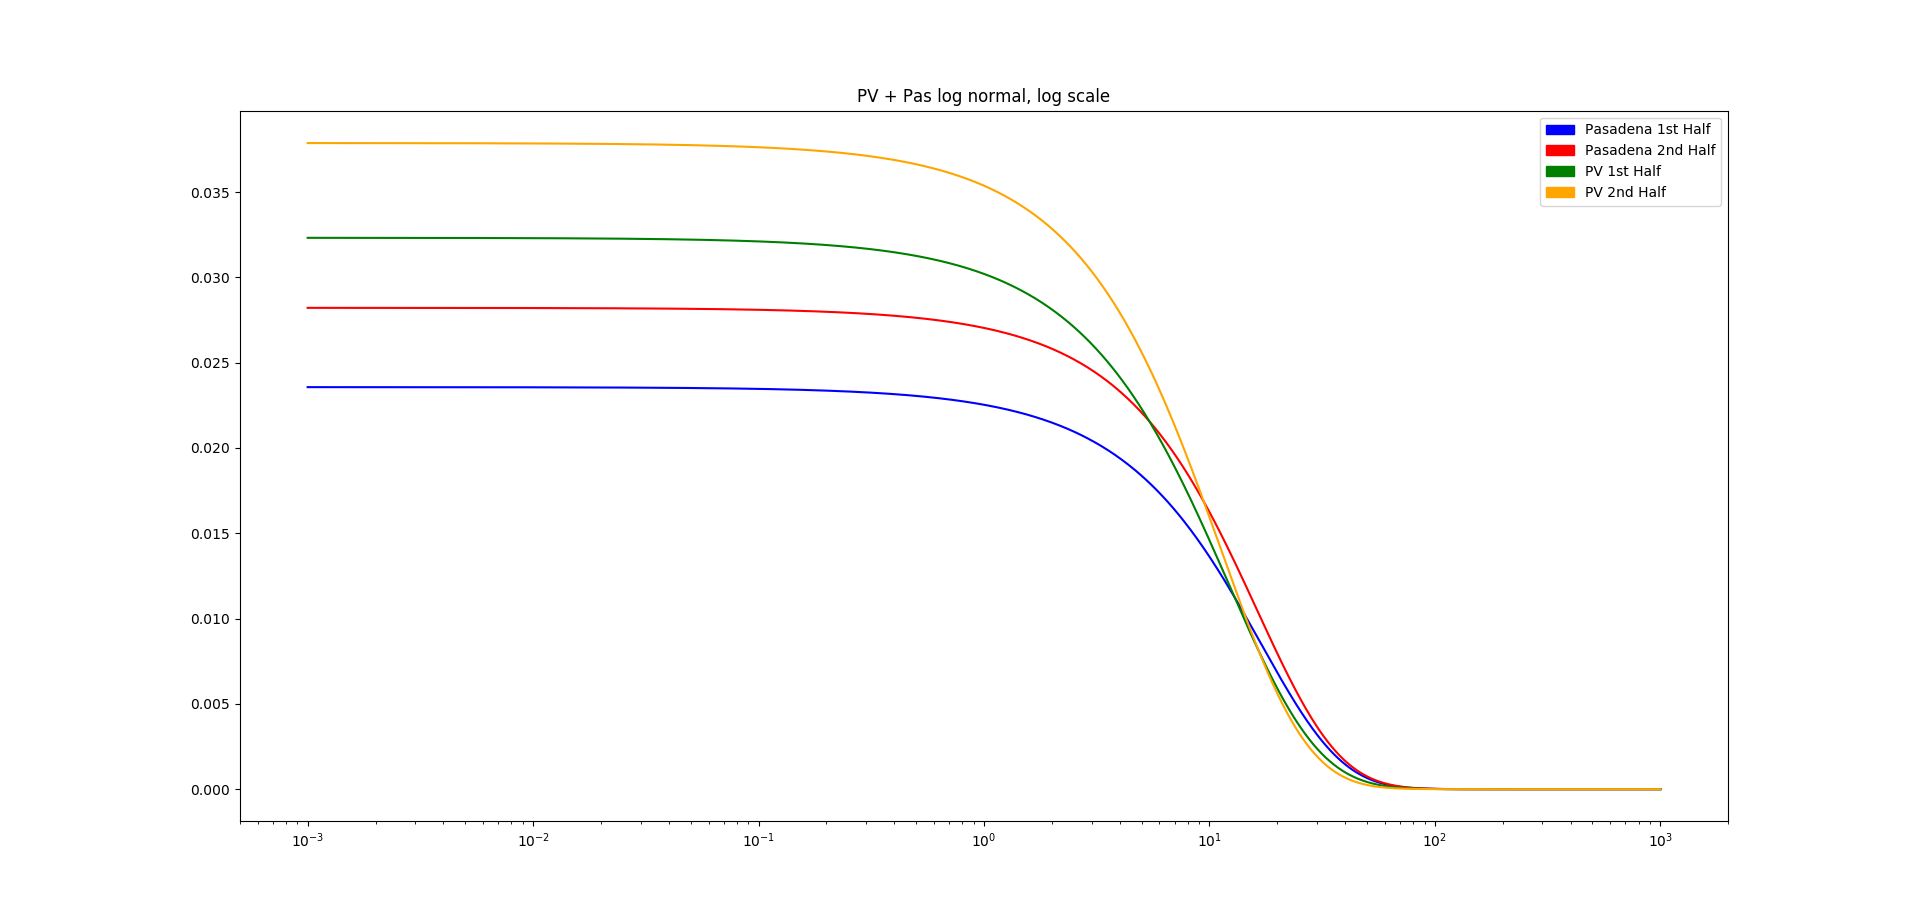 PV + Pas log normal, log scale
Pasadena 1st Half
Pasadena 2nd Half
PV 1st Half
PV 2nd Half
0.035
0.030
0.025
0.020
0.015
0.010
0.005
0.000
10⁻³ 10⁻² 10⁻¹ 10⁰ 10¹ 10² 10³